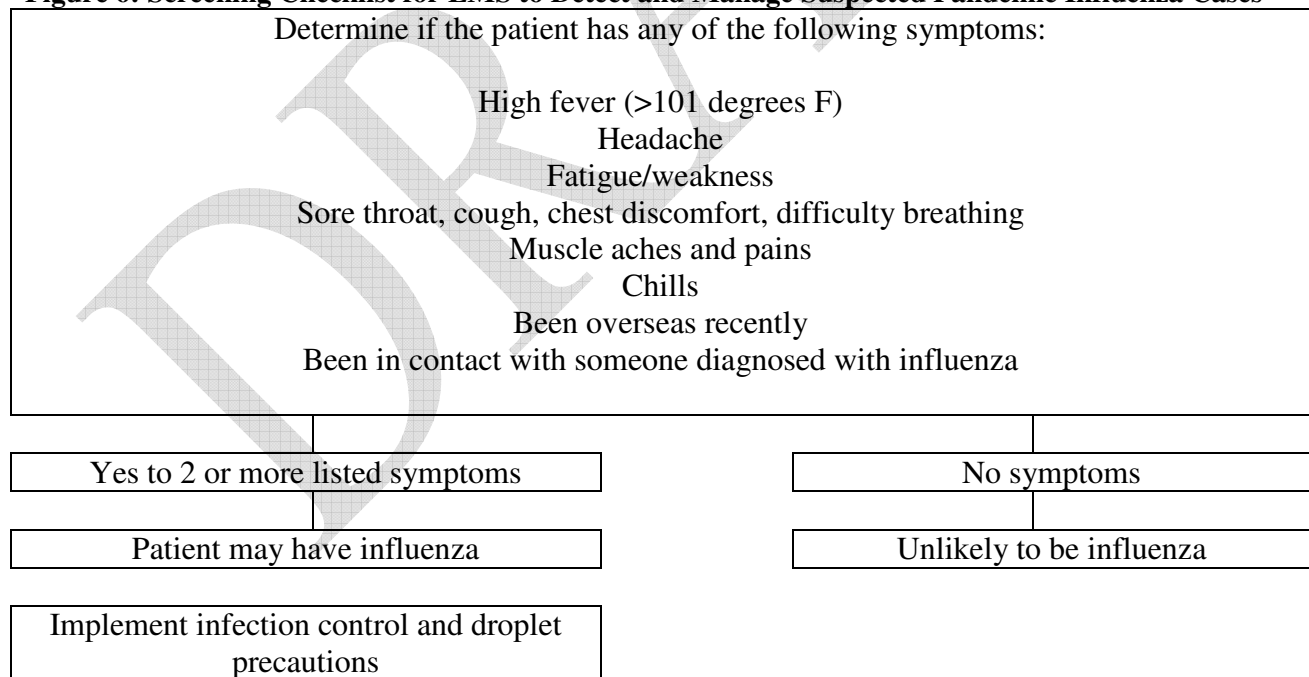 Figure 6: Screening Checklist for EMS to Detect and Manage Suspected Pandemic Influenza Cases
Determine if the patient has any of the following symptoms:
High fever (>101 degrees F)
Headache
Fatigue/weakness
Sore throat, cough, chest discomfort, difficulty breathing
Muscle aches and pains
Chills
Been overseas recently
Been in contact with someone diagnosed with influenza
Yes to 2 or more listed symptoms
No symptoms
Patient may have influenza
Unlikely to be influenza
Implement infection control and droplet
precautions